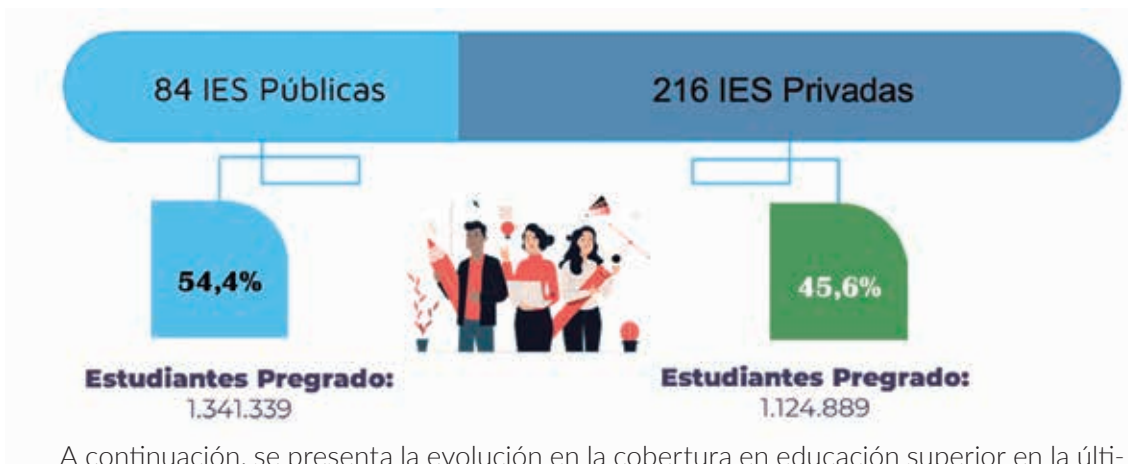 84 IES Públicas
216 IES Privadas
54,4%
45,6%
Estudiantes Pregrado:
1.341.339
Estudiantes Pregrado:
1.124.889
A continuación, se presenta la evolución en la cobertura en educación superior en la últi-